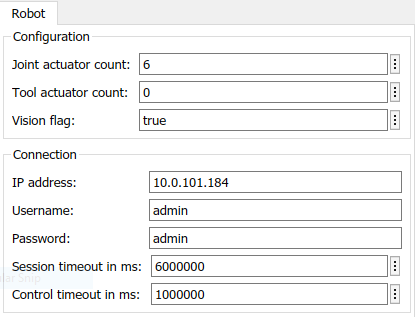 Robot
Configuration
Joint actuator count: 6
Tool actuator count: 0
Vision flag: true
Connection
IP address: 10.0.101.184
Username: admin
Password: admin
Session timeout in ms: 6000000
Control timeout in ms: 1000000